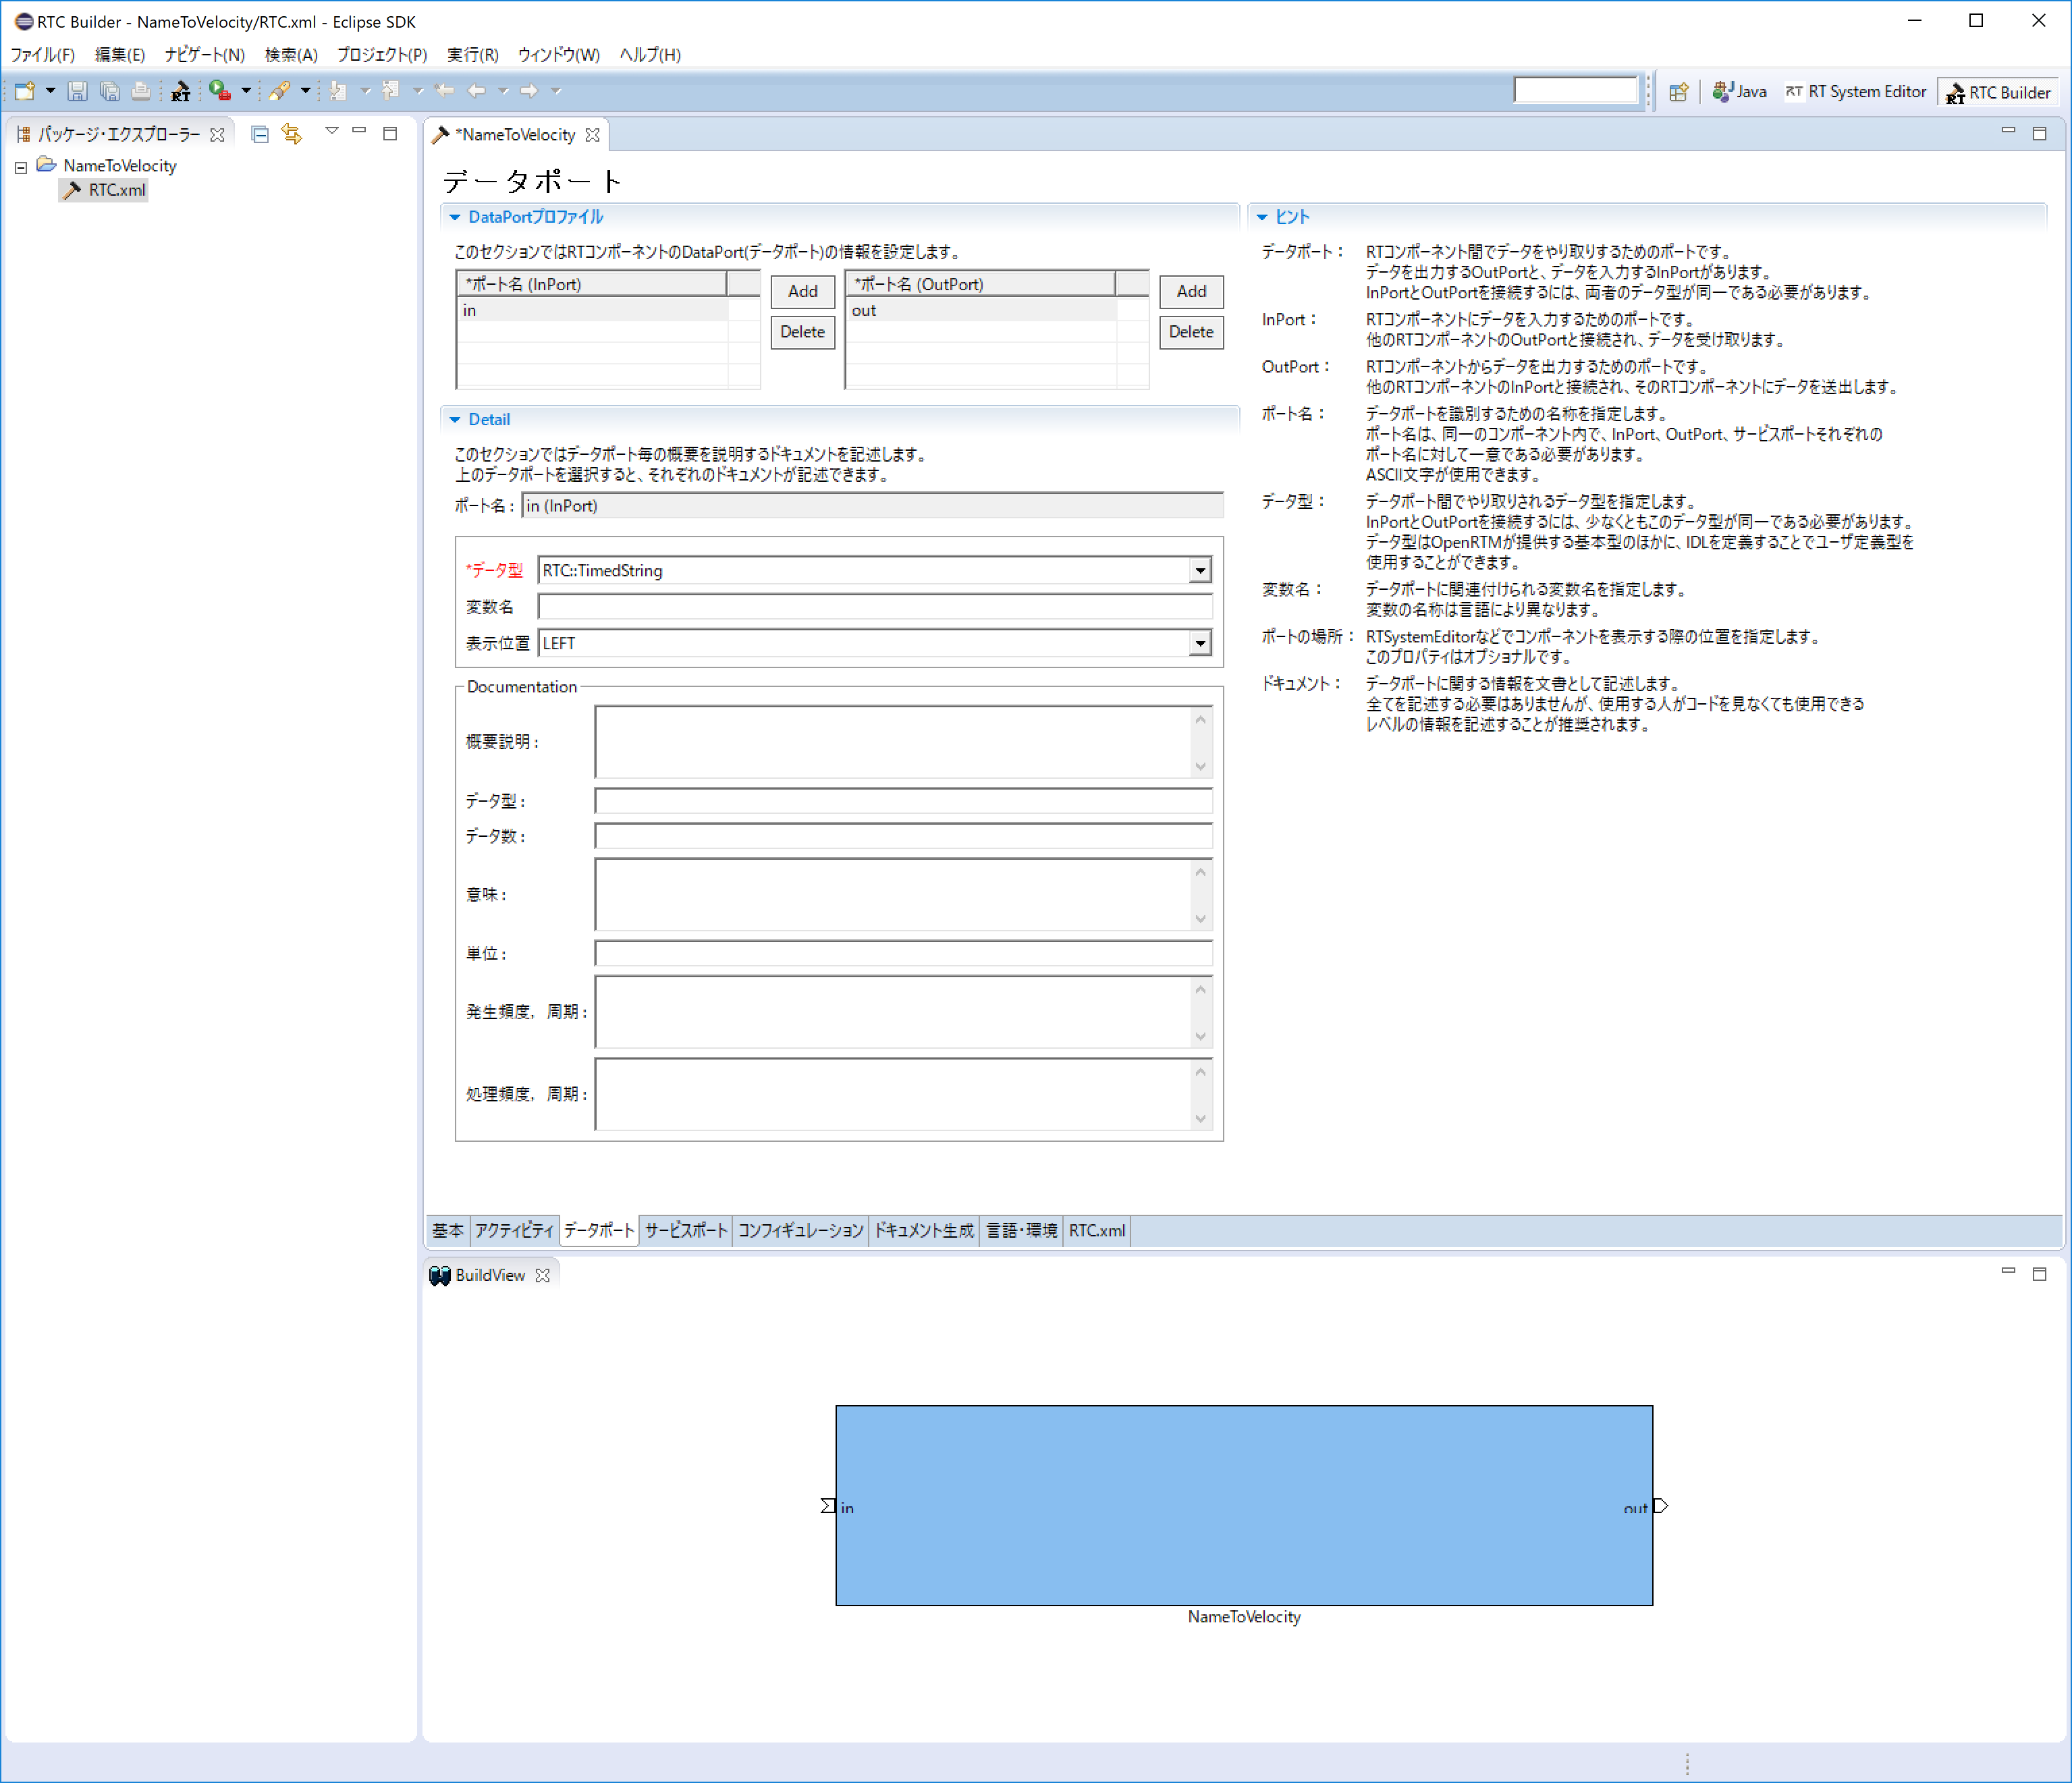 RTC Builder - NameToVelocity/RTC.xml - Eclipse SDK
ファイル(F) 編集(E) ナビゲート(N) 検索(A) プロジェクト(P) 実行(R) ウィンドウ(W) ヘルプ(H)
Java RT System Editor RTC Builder
パッケージ・エクスプローラー
NameToVelocity
RTC.xml
*NameToVelocity
データポート
DataPortプロファイル
このセクションではRTコンポーネントのDataPort(データポート)の情報を設定します。
*ポート名 (InPort)
in
Add
Delete
*ポート名 (OutPort)
out
Add
Delete
Detail
このセクションではデータポート毎の概要を説明するドキュメントを記述します。
上のデータポートを選択すると、それぞれのドキュメントが記述できます。
ポート名： in (InPort)
*データ型 RTC::TimedString
変数名
表示位置 LEFT
Documentation
概要説明：
データ型：
データ数：
意味：
単位：
発生頻度，周期：
処理頻度，周期：
ヒント
データポート： RTコンポーネント間でデータをやり取りするためのポートです。
データを出力するOutPortと、データを入力するInPortがあります。
InPortとOutPortを接続するには、両者のデータ型が同一である必要があります。
InPort： RTコンポーネントにデータを入力するためのポートです。
他のRTコンポーネントのOutPortと接続され、データを受け取ります。
OutPort： RTコンポーネントからデータを出力するためのポートです。
他のRTコンポーネントのInPortと接続され、そのRTコンポーネントにデータを送出します。
ポート名： データポートを識別するための名称を指定します。
ポート名は、同一のコンポーネント内で、InPort、OutPort、サービスポートそれぞれの
ポート名に対して一意である必要があります。
ASCII文字が使用できます。
データ型： データポート間でやり取りされるデータ型を指定します。
InPortとOutPortを接続するには、少なくともこのデータ型が同一である必要があります。
データ型はOpenRTMが提供する基本型のほかに、IDLを定義することでユーザ定義型を
使用することができます。
変数名： データポートに関連付けられる変数名を指定します。
変数の名称は言語により異なります。
ポートの場所： RTSystemEditorなどでコンポーネントを表示する際の位置を指定します。
このプロパティはオプショナルです。
ドキュメント： データポートに関する情報を文書として記述します。
全てを記述する必要はありませんが、使用する人がコードを見なくても使用できる
レベルの情報を記述することが推奨されます。
基本 アクティビティ データポート サービスポート コンフィギュレーション ドキュメント生成 言語・環境 RTC.xml
BuildView
in
out
NameToVelocity